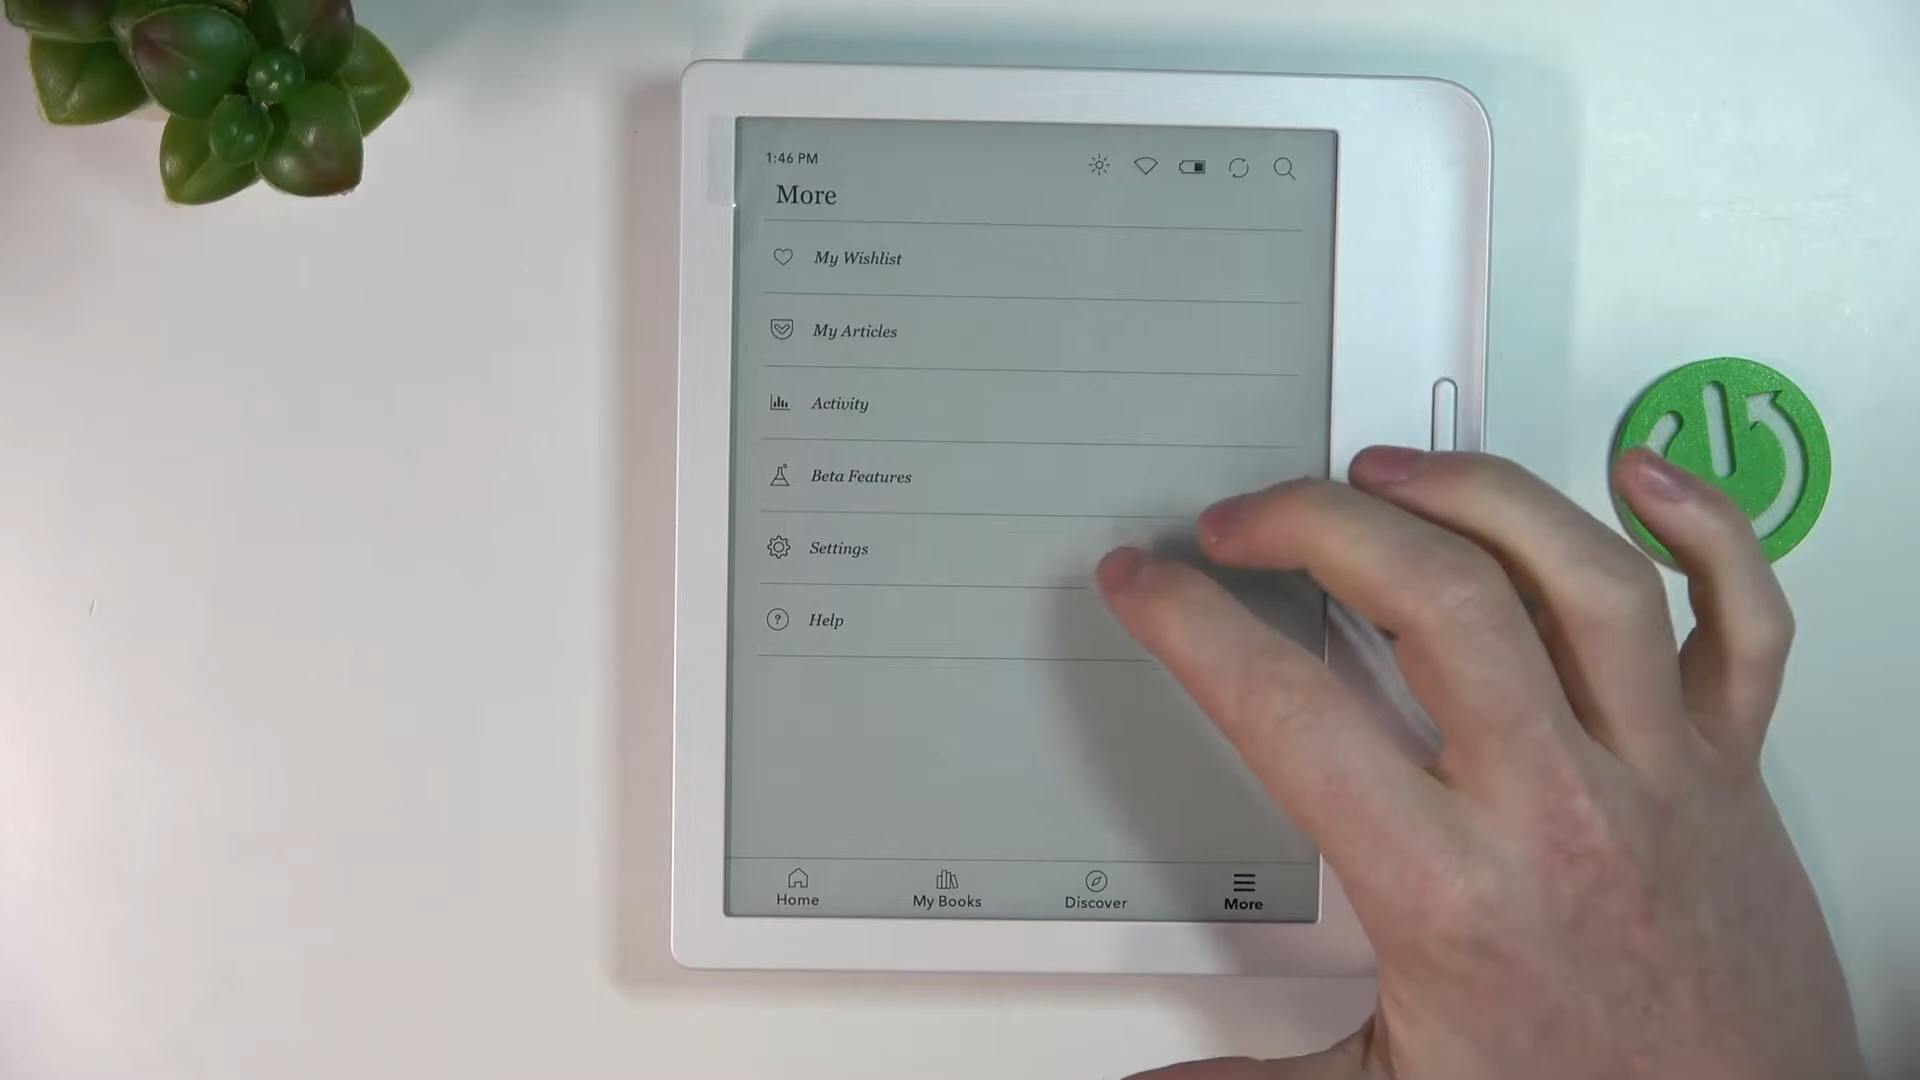 1:46 PM
More
My Wishlist
My Articles
Activity
Beta Features
Settings
?
Help
Home
My Books
Discover
More